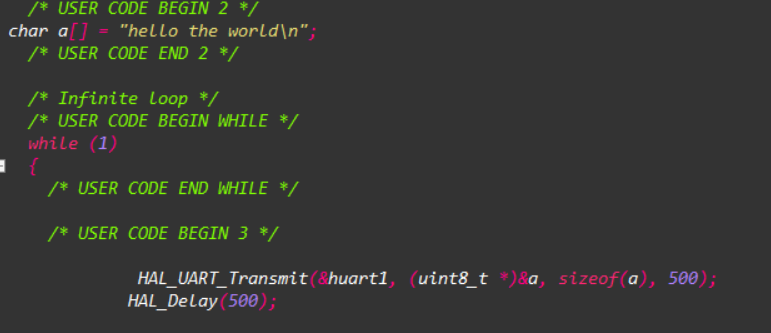 /* USER CODE BEGIN 2 */
char a[] = "hello the world\n";
/* USER CODE END 2 */
/* Infinite loop */
/* USER CODE BEGIN WHILE */
while (1)
{
/* USER CODE END WHILE */
/* USER CODE BEGIN 3 */
HAL_UART_Transmit(&huart1, (uint8_t *)&a, sizeof(a), 500);
HAL_Delay(500);